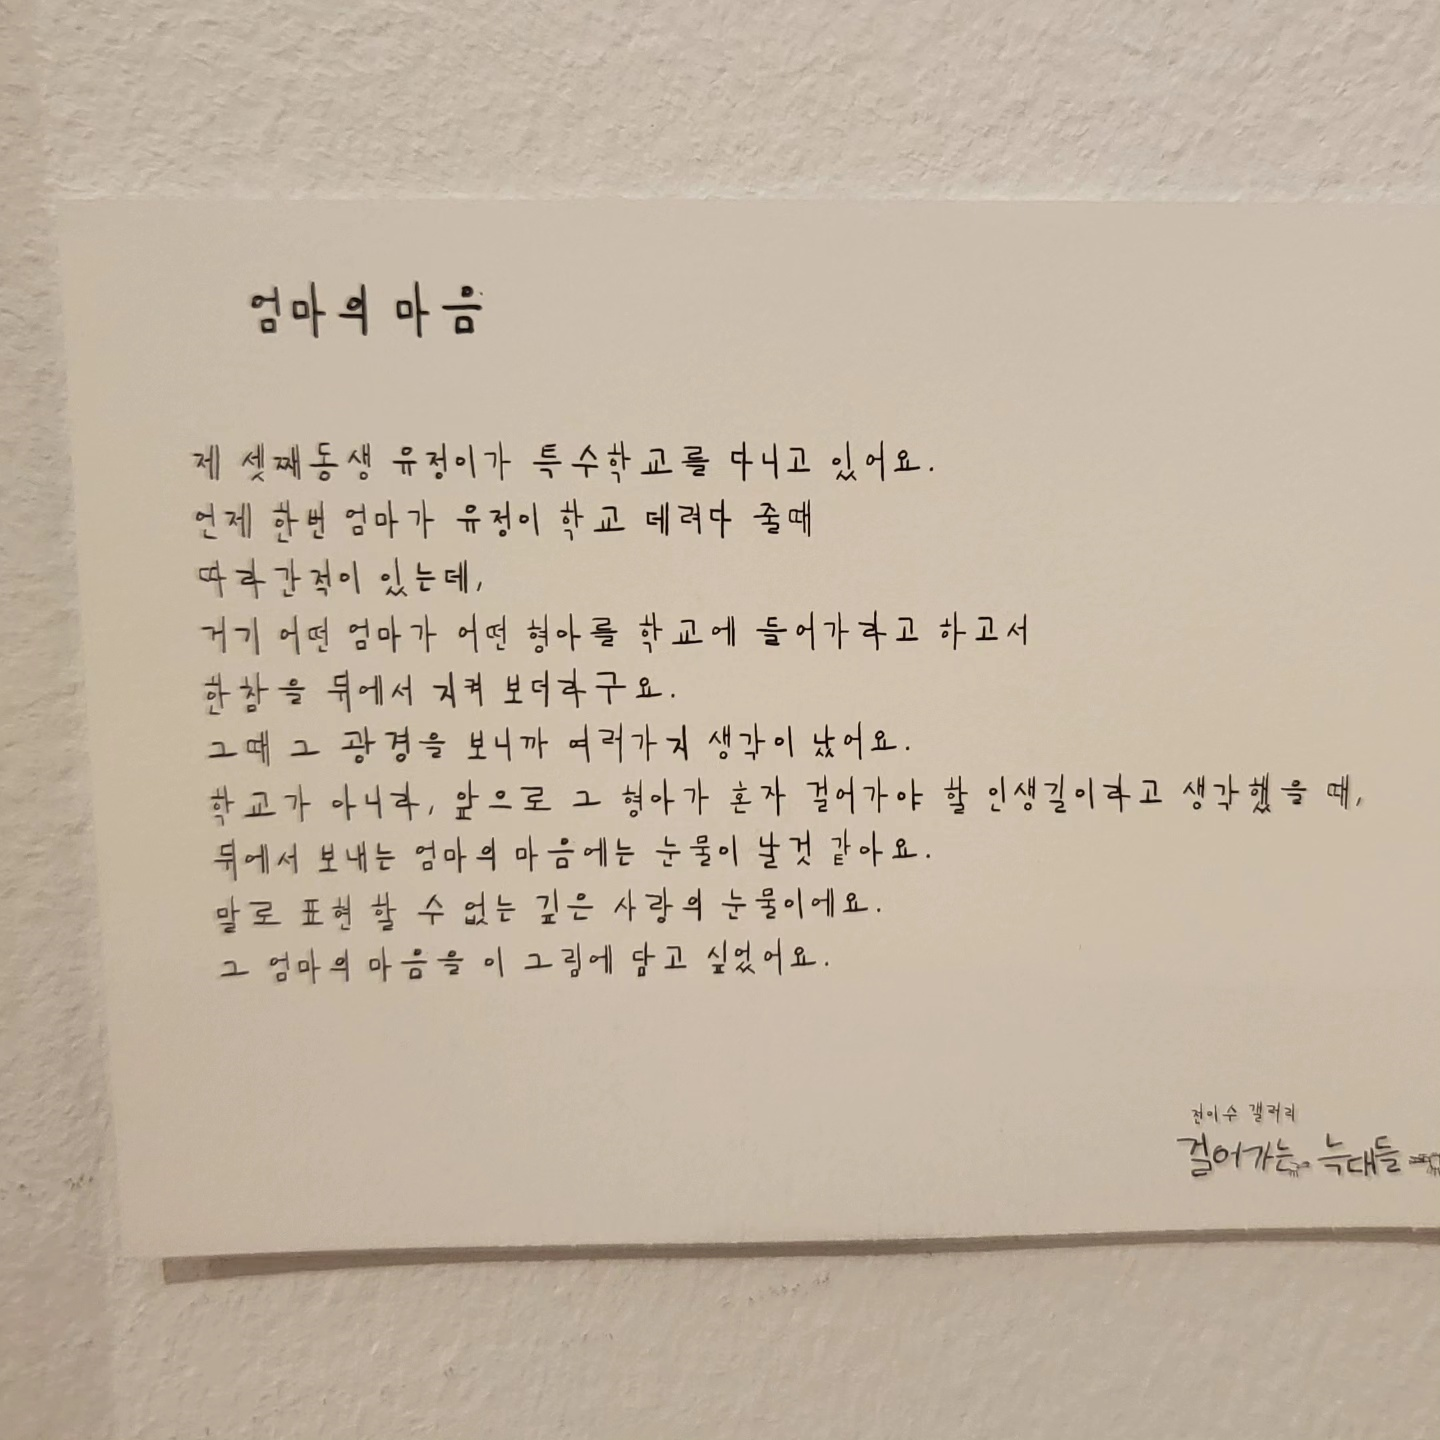 엄마의 마음
제 셋째동생 유정이가 특수학교를 다니고 있어요.
언제 한번 엄마가 유정이 학교 데려다 줄때
따라간적이 있는데,
거기 어떤 엄마가 어떤 형아를 학교에 들어가라고 하고서
한참을 뒤에서 지켜 보더라구요.
그때 그 광경을 보니까 여러가지 생각이 났어요.
학교가 아니라, 앞으로 그 형아가 혼자 걸어가야 할 인생길이라고 생각했을 때,
뒤에서 보내는 엄마의 마음에는 눈물이 날것 같아요.
말로 표현 할 수 없는 깊은 사랑의 눈물이에요.
그 엄마의 마음을 이 그림에 담고 싶었어요.
전이수 갤러리
걸어가는 늑대들